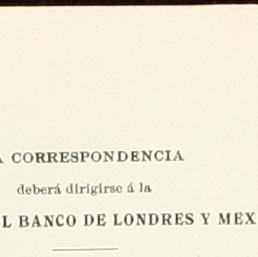 A CORRESPONDENCIA
deberá dirigirse á la
L BANCO DE LONDRES Y MEX